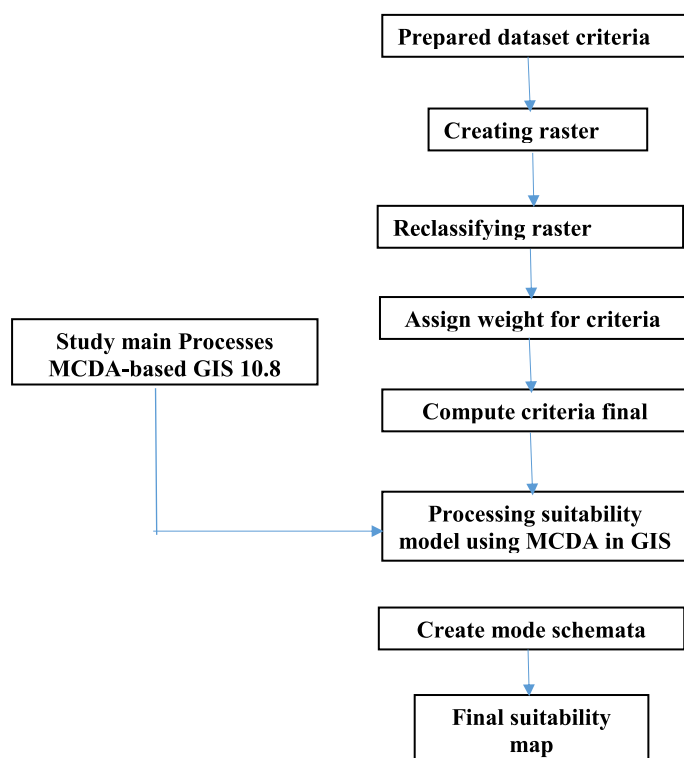 Prepared dataset criteria
Creating raster
Reclassifying raster
Assign weight for criteria
Study main Processes
MCDA-based GIS 10.8
Compute criteria final
Processing suitability
model using MCDA in GIS
Create mode schemata
Final suitability
map